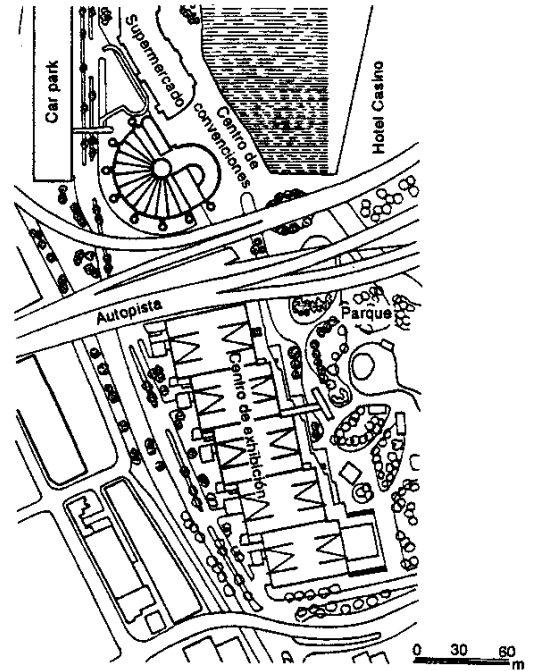 Car park
Supermercado
Centro de
convenciones
Hotel Casino
Autopista
Parque
Centro de exhibición
0 30 60
m